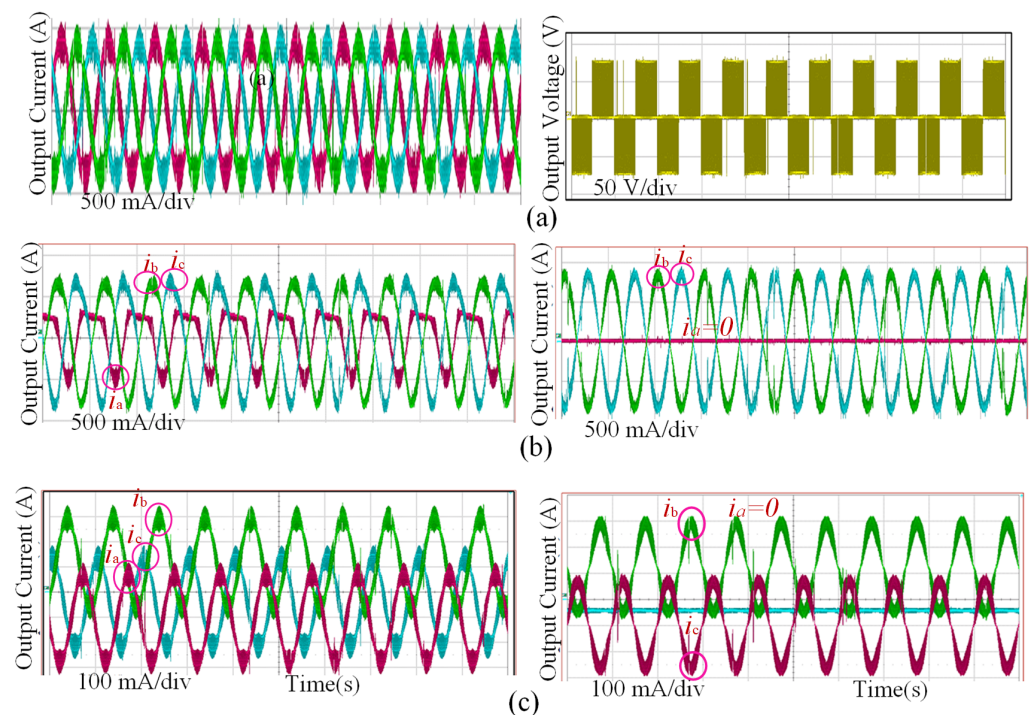 Output Current (A)
(a)
500 mA/div
Output Voltage (V)
50 V/div
(a)
Output Current (A)
ib
ic
ia
500 mA/div
Output Current (A)
ib
ic
ia=0
500 mA/div
(b)
Output Current (A)
ib
ic
ia
100 mA/div
Time(s)
Output Current (A)
ib
ia=0
ic
100 mA/div
Time(s)
(c)